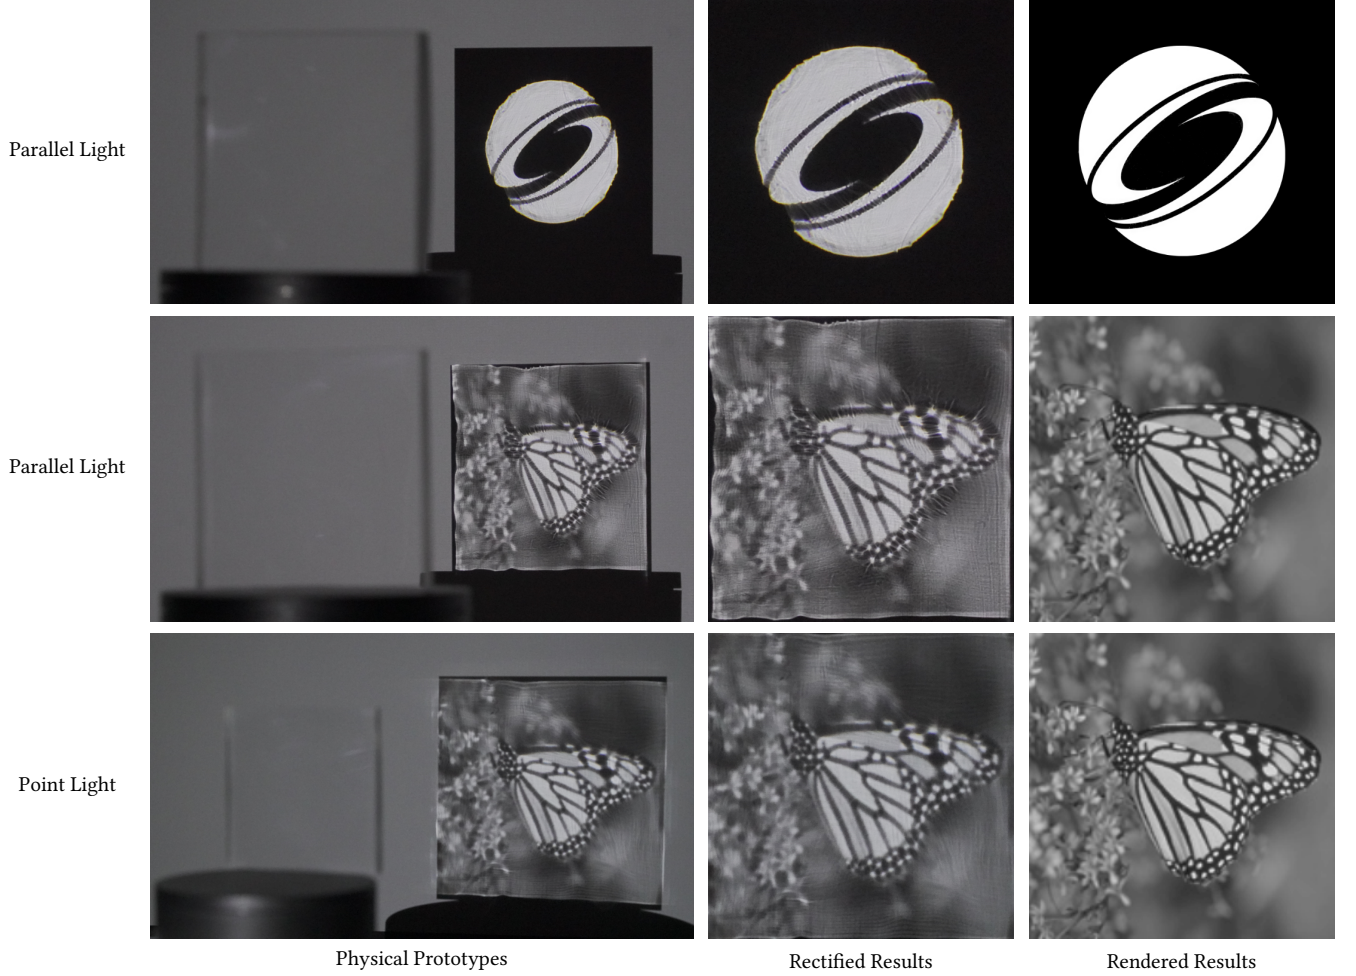 Parallel Light
Parallel Light
Point Light
Physical Prototypes
Rectified Results
Rendered Results